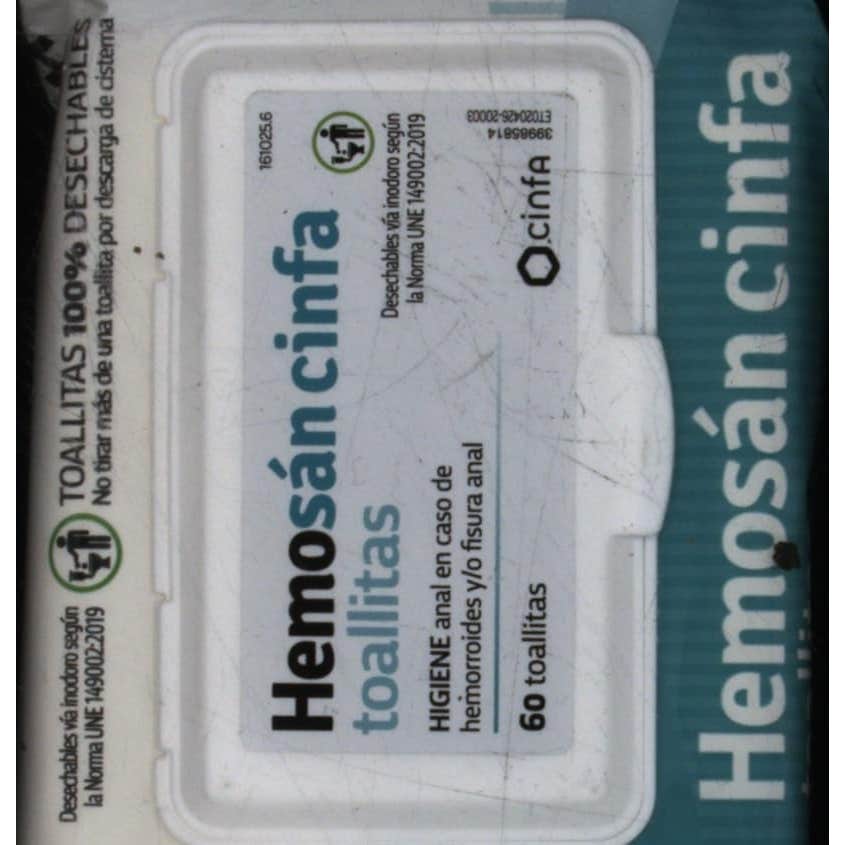 Desechables vía inodoro según
la Norma UNE 149002:2019
TOALLITAS 100% DESECHABLES
No tirar más de una toallita por descarga de cisterna
161025.6
Hemosán cinfa
toallitas
Desechables vía inodoro según
la Norma UNE 149002:2019
HIGIENE anal en caso de
hemorroides y/o fisura anal
60 toallitas
cinfa
39985814
ET020426-20003
Hemosán cinfa